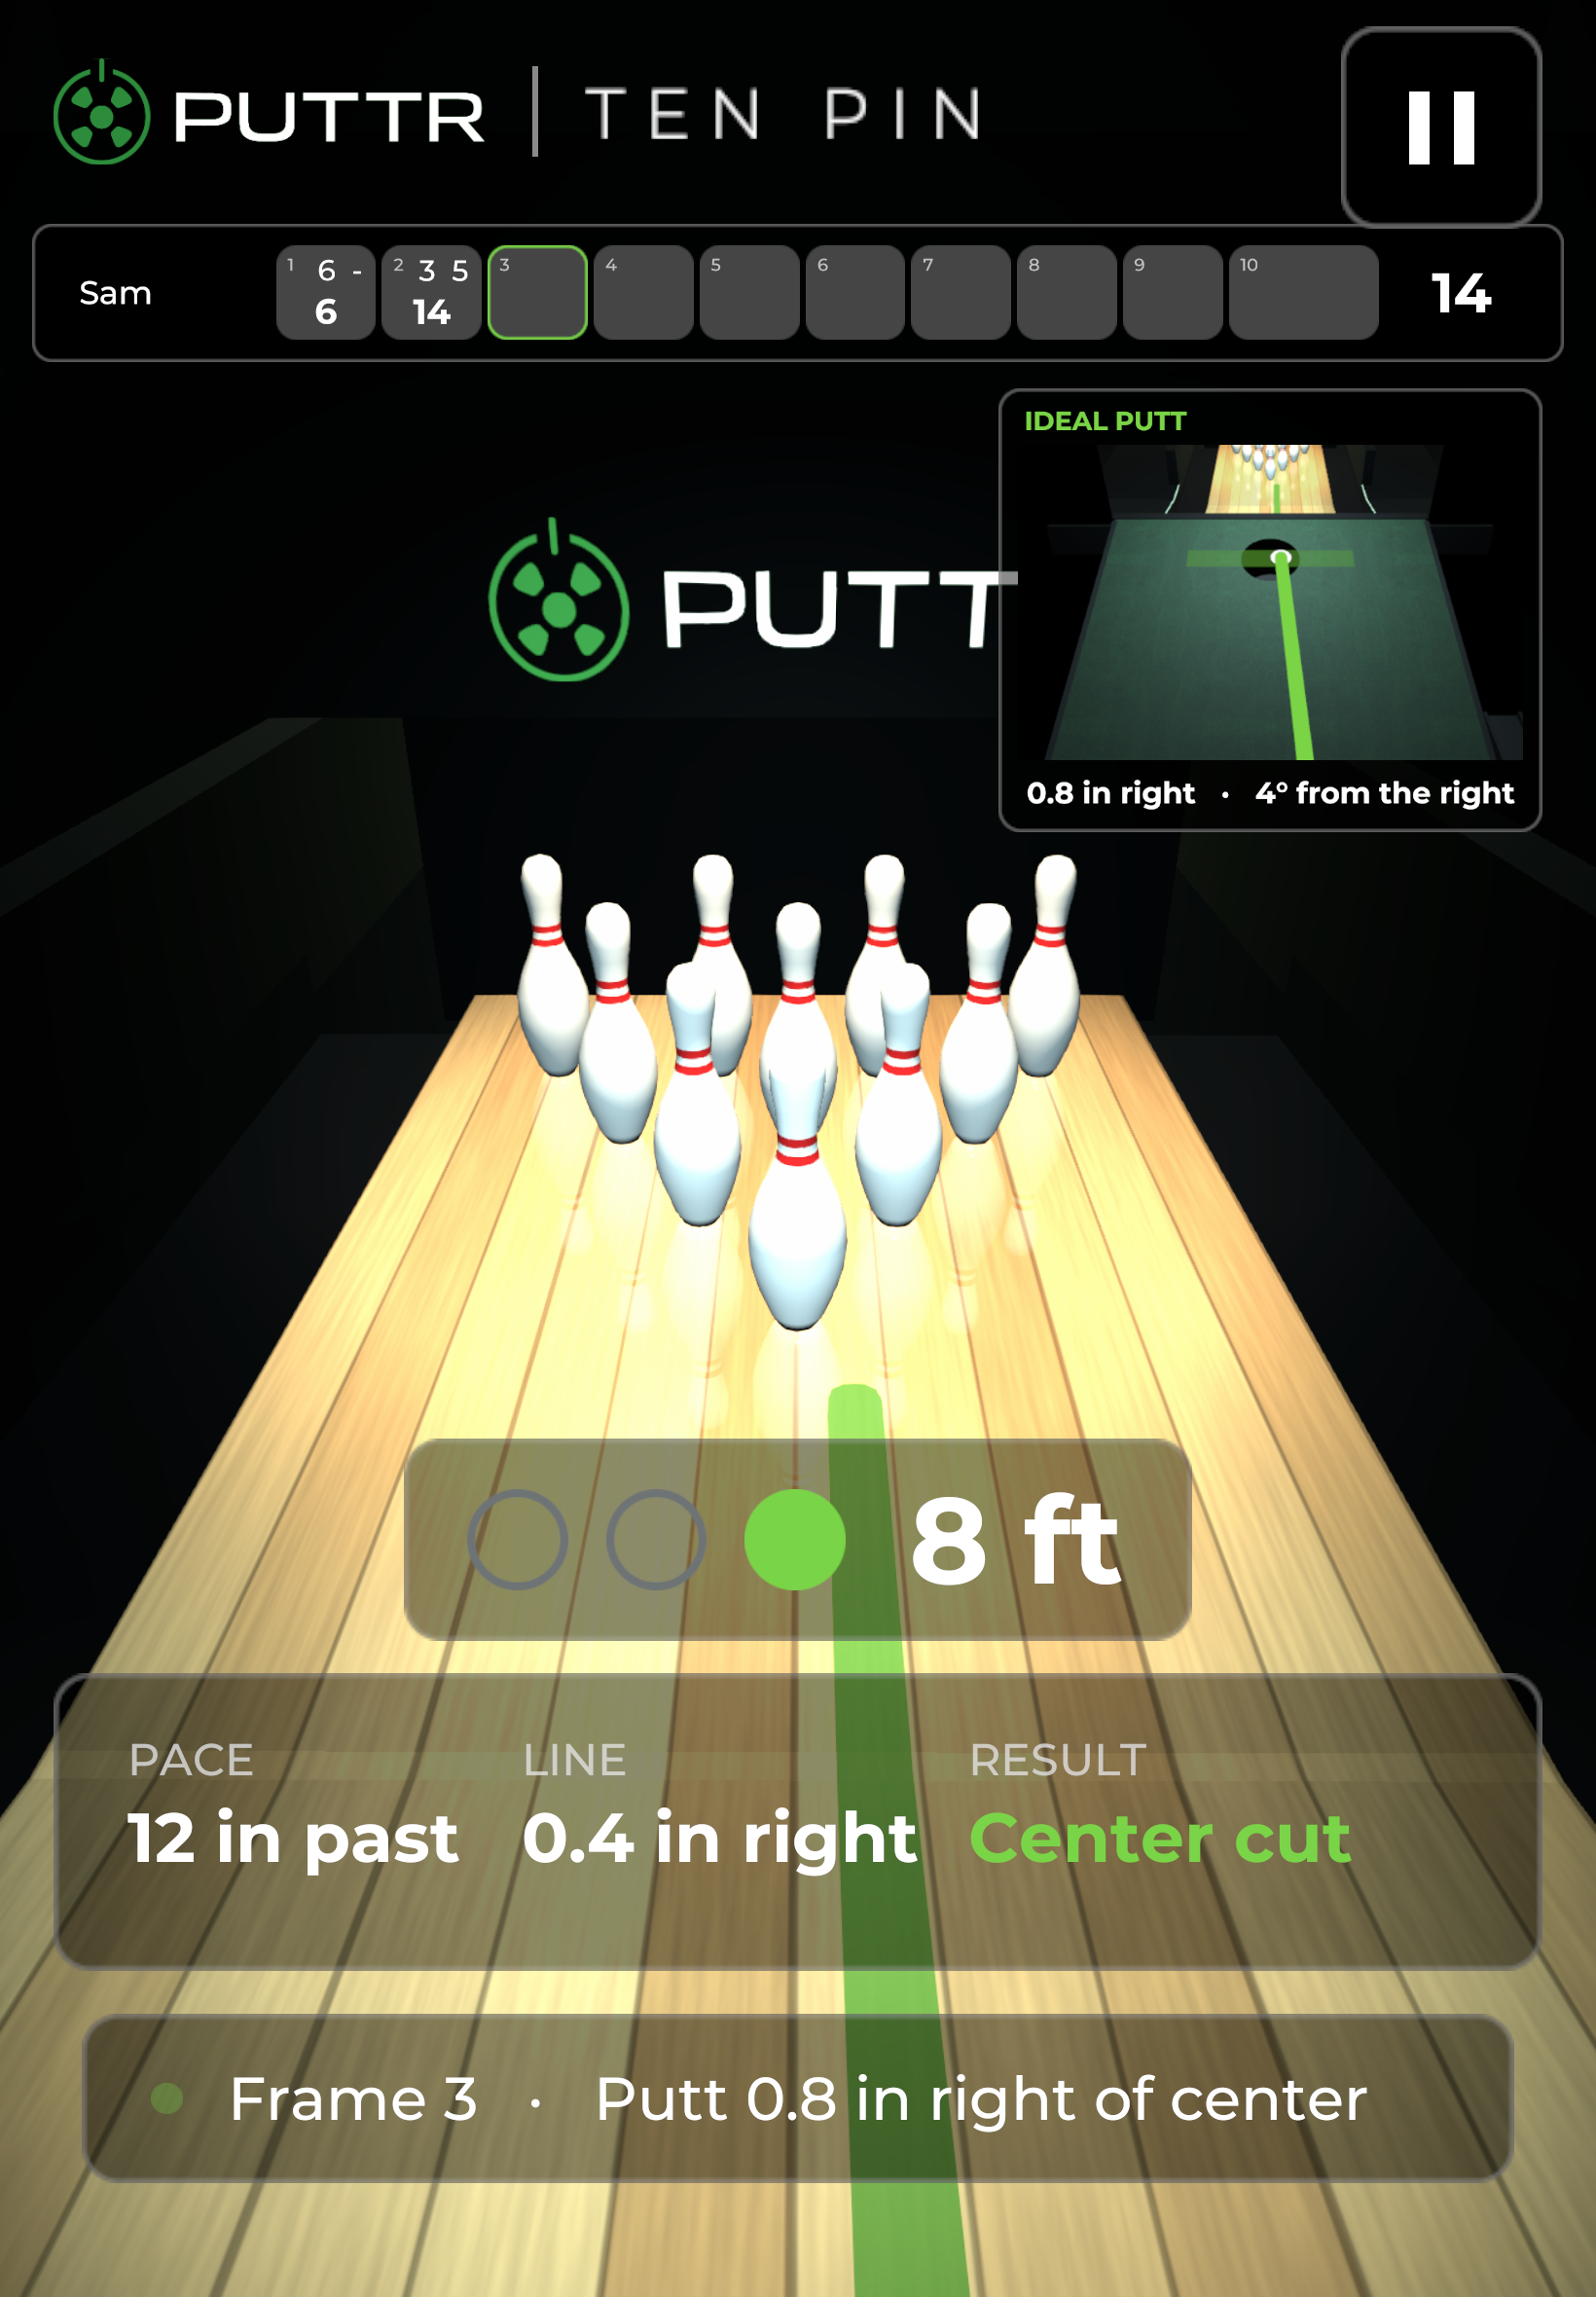 PUTTR | TEN PIN
Sam
1 6 - 6
2 3 5 14
3
4
5
6
7
8
9
10
14
IDEAL PUTT
PUTT
0.8 in right · 4° from the right
8 ft
PACE LINE RESULT
12 in past 0.4 in right Center cut
Frame 3 · Putt 0.8 in right of center